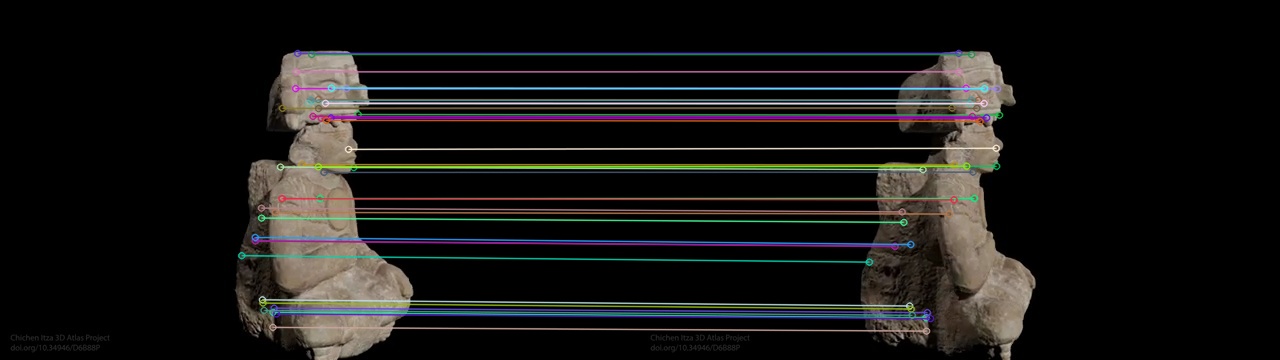 Chichen Itza 3D Atlas Project
doi.org/10.34946/D6B88P
Chichen Itza 3D Atlas Project
doi.org/10.34946/D6B88P